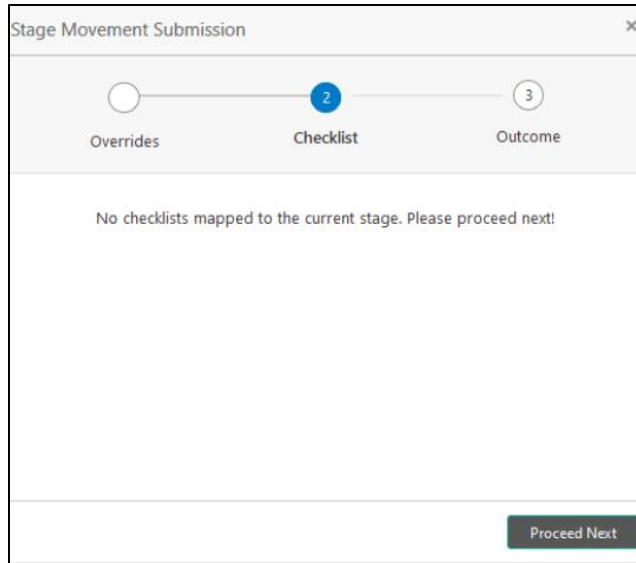 Stage Movement Submission
×
2
3
Overrides
Checklist
Outcome
No checklists mapped to the current stage. Please proceed next!
Proceed Next